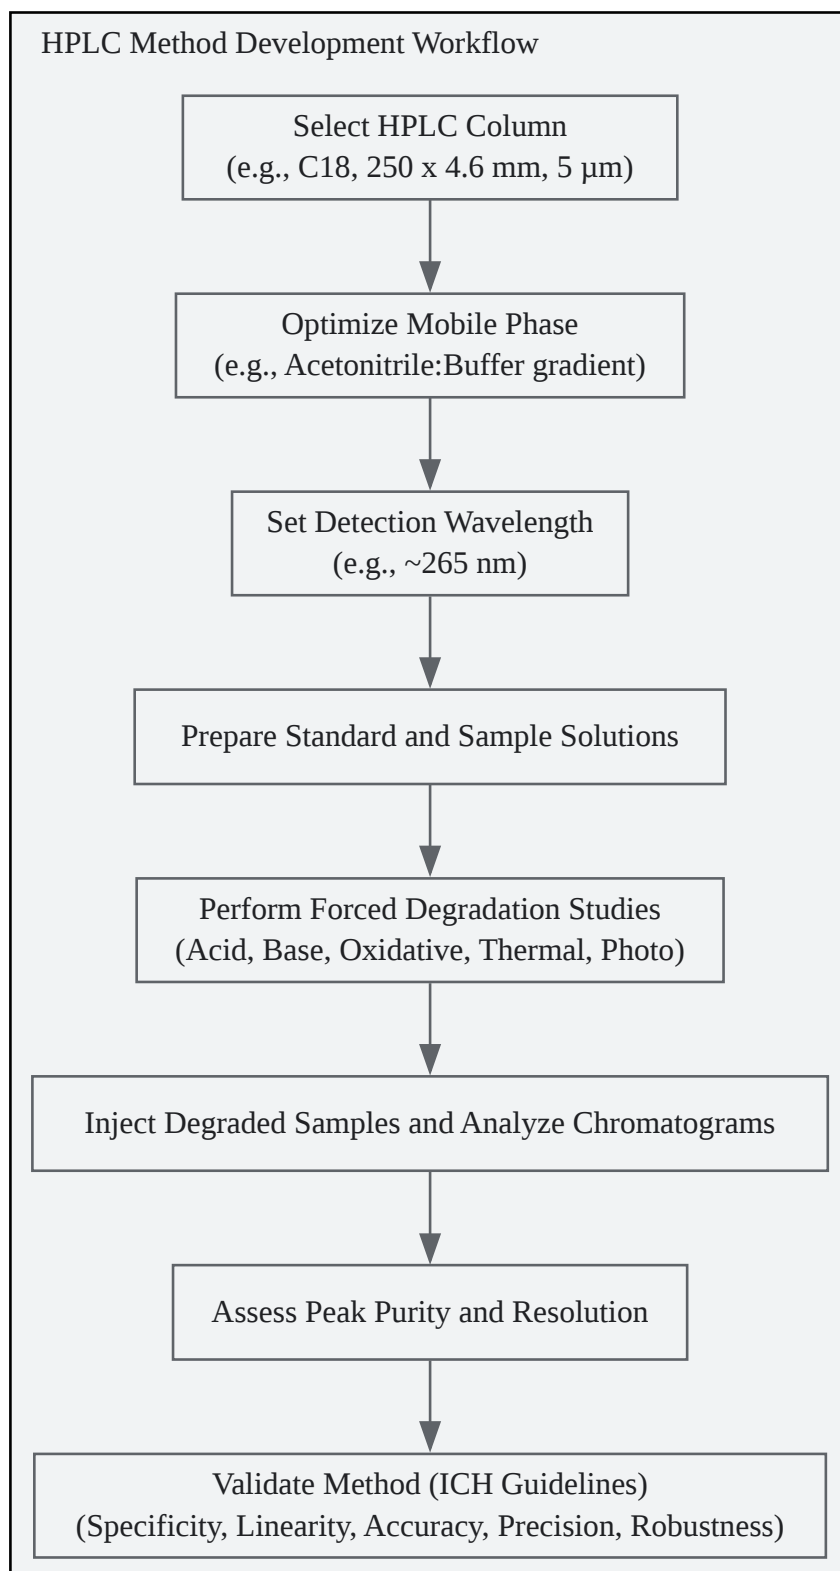 HPLC Method Development Workflow
Select HPLC Column
(e.g., C18, 250 x 4.6 mm, 5 µm)
Optimize Mobile Phase
(e.g., Acetonitrile:Buffer gradient)
Set Detection Wavelength
(e.g., ~265 nm)
Prepare Standard and Sample Solutions
Perform Forced Degradation Studies
(Acid, Base, Oxidative, Thermal, Photo)
Inject Degraded Samples and Analyze Chromatograms
Assess Peak Purity and Resolution
Validate Method (ICH Guidelines)
(Specificity, Linearity, Accuracy, Precision, Robustness)